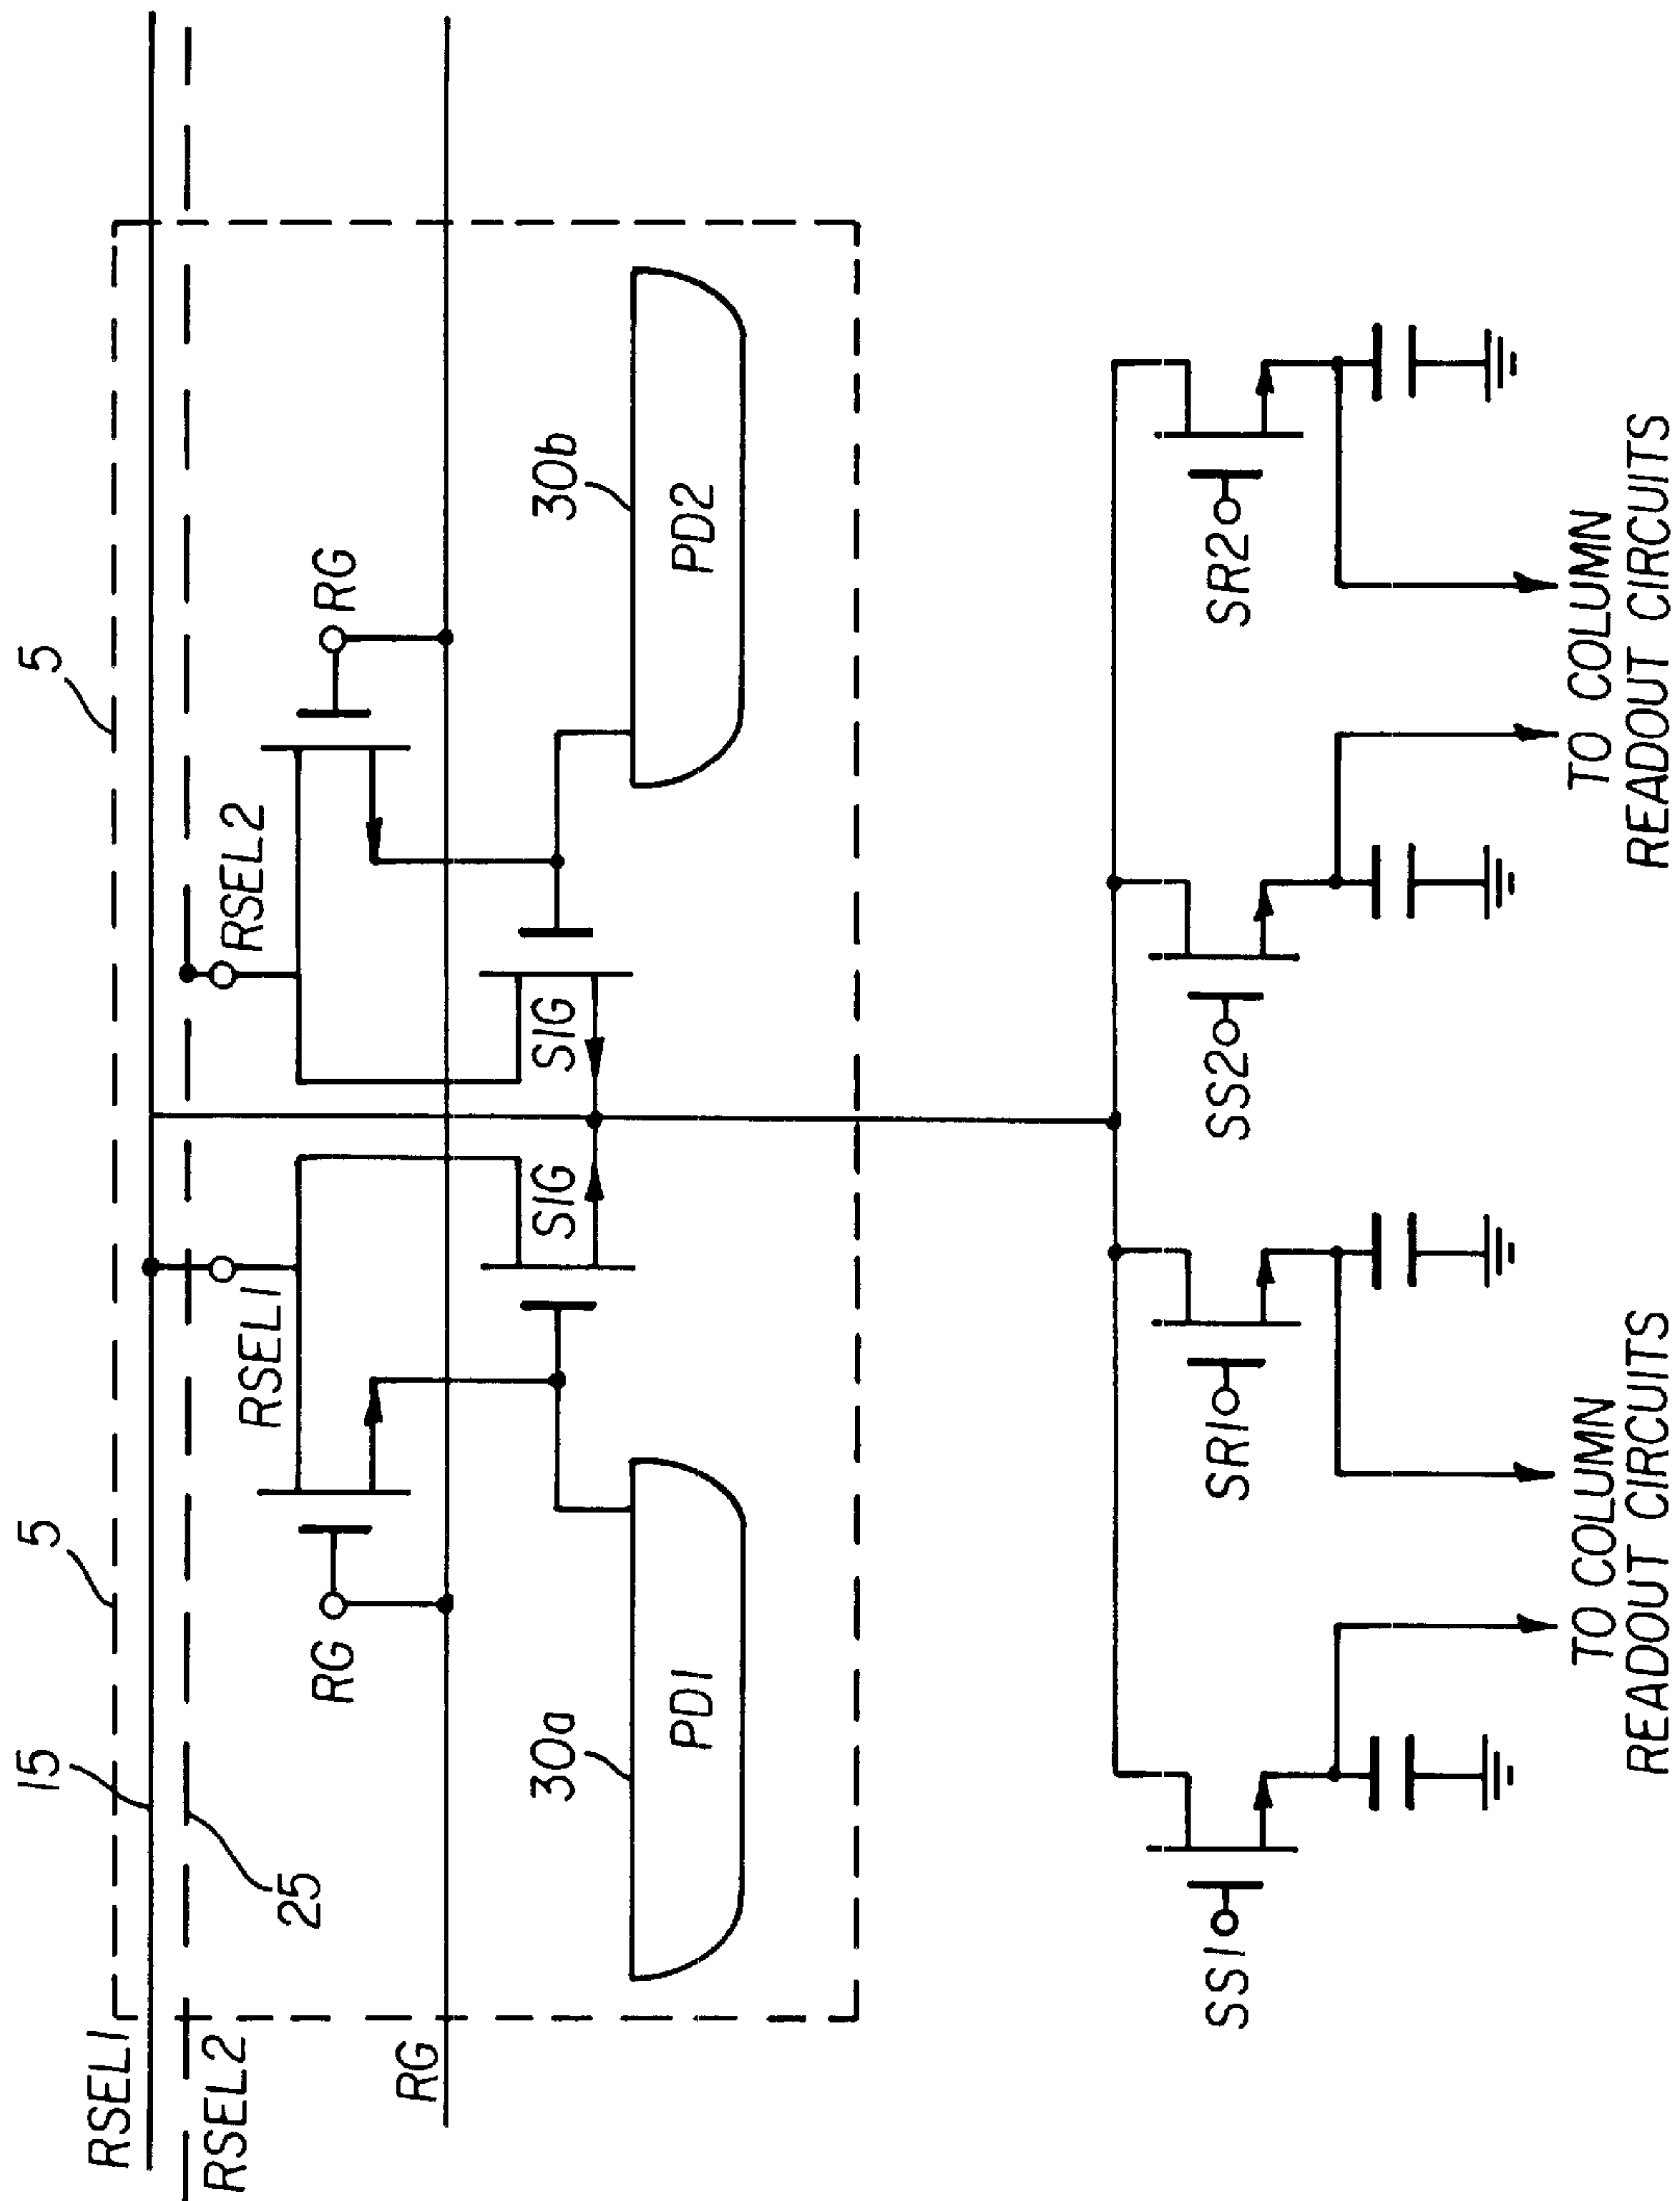 RSEL1
RSEL2
RG
15
25
5
5
RG
RSEL1
RSEL2
RG
SIG
SIG
30a
PD1
30b
PD2
SS1
SR1
SS2
SR2
TO COLUMN
READOUT CIRCUITS
TO COLUMN
READOUT CIRCUITS